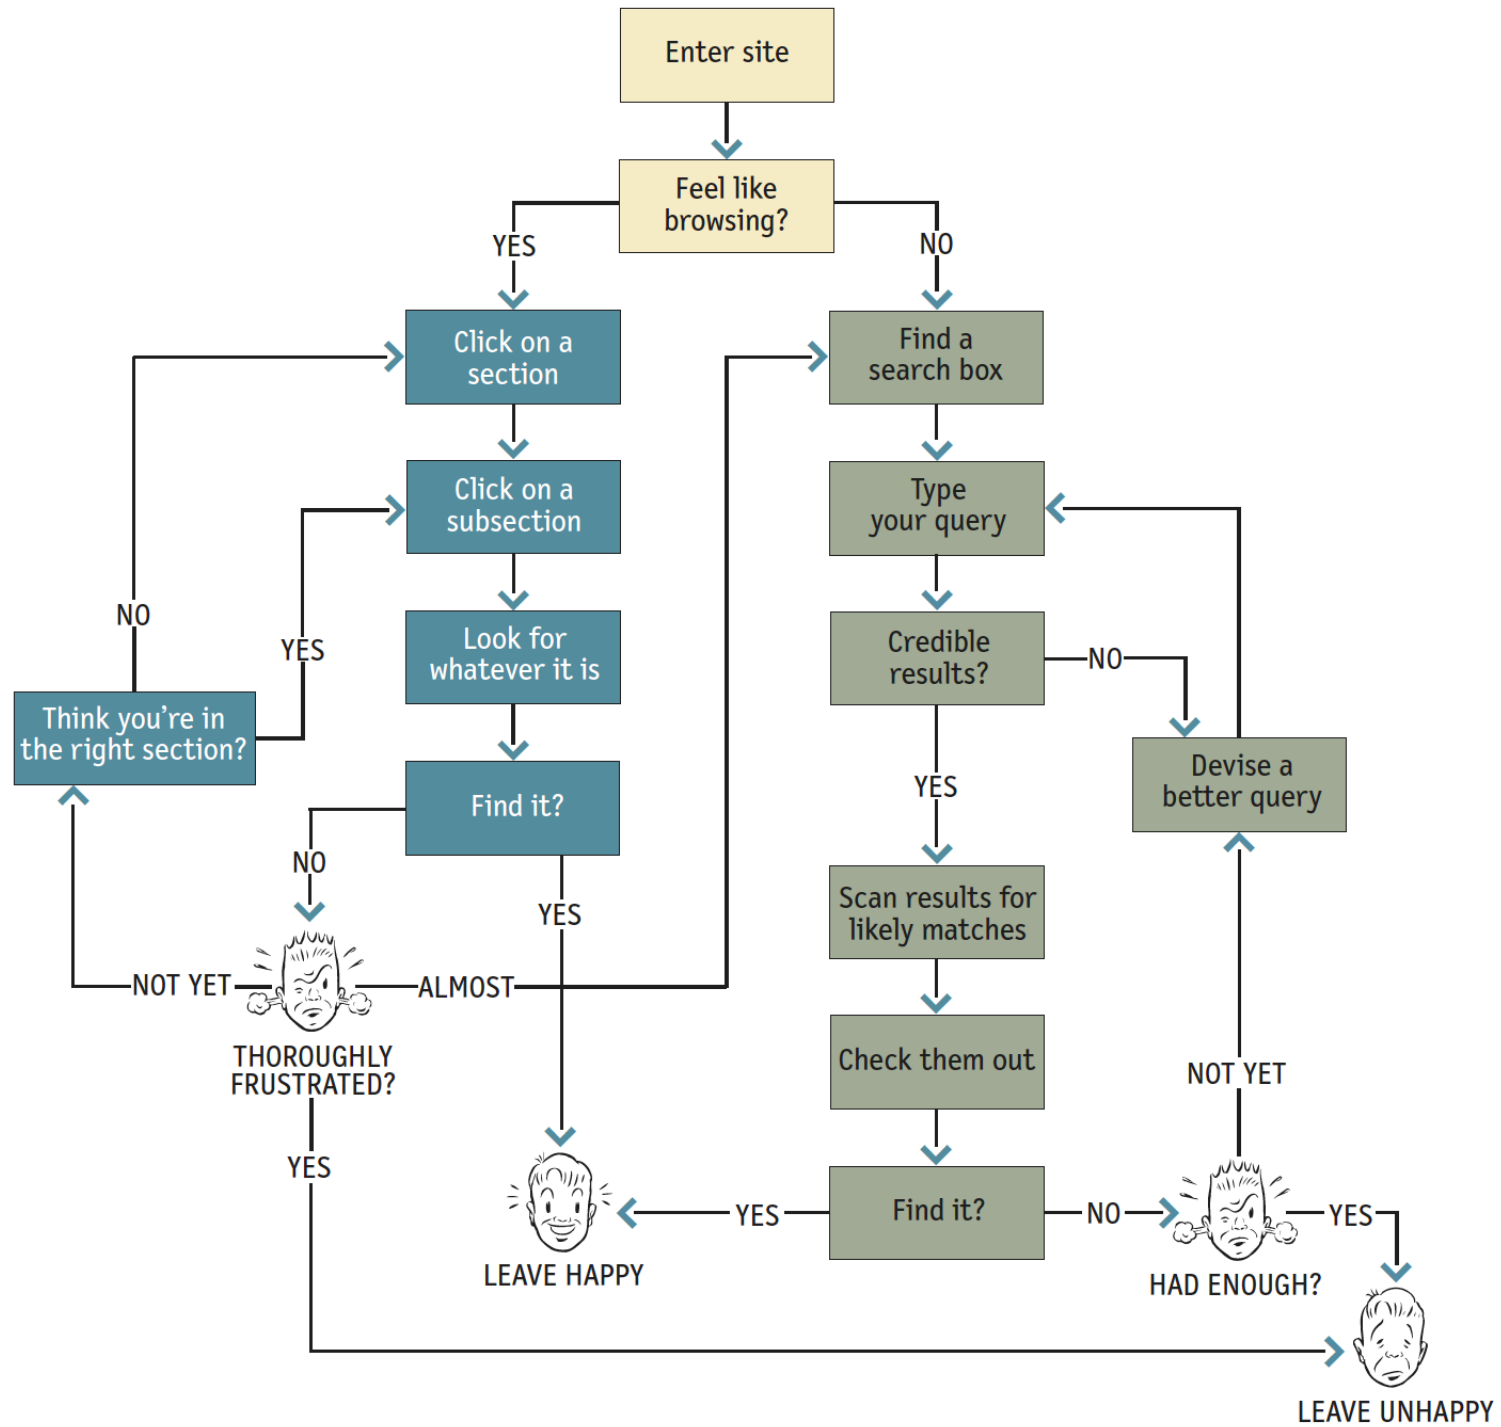 Enter site
Feel like
browsing?
YES
NO
Click on a
section
Find a
search box
Click on a
subsection
Type
your query
NO
YES
Look for
whatever it is
Credible
results?
NO
Think you're in
the right section?
Find it?
YES
Devise a
better query
NO
YES
Scan results for
likely matches
NOT YET
ALMOST
THOROUGHLY
FRUSTRATED?
Check them out
NOT YET
YES
Find it?
YES
NO
YES
LEAVE HAPPY
HAD ENOUGH?
LEAVE UNHAPPY